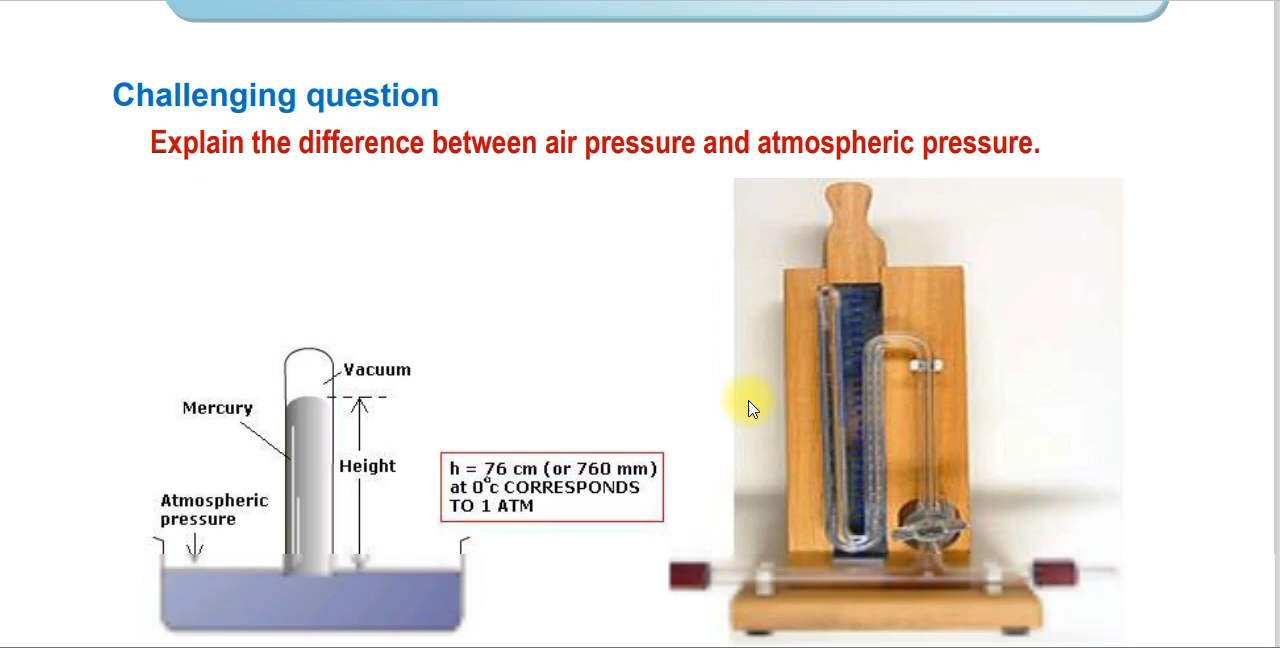 Challenging question
Explain the difference between air pressure and atmospheric pressure.
Vacuum
Mercury
Height
Atmospheric
pressure
h = 76 cm (or 760 mm)
at 0°c CORRESPONDS
TO 1 ATM